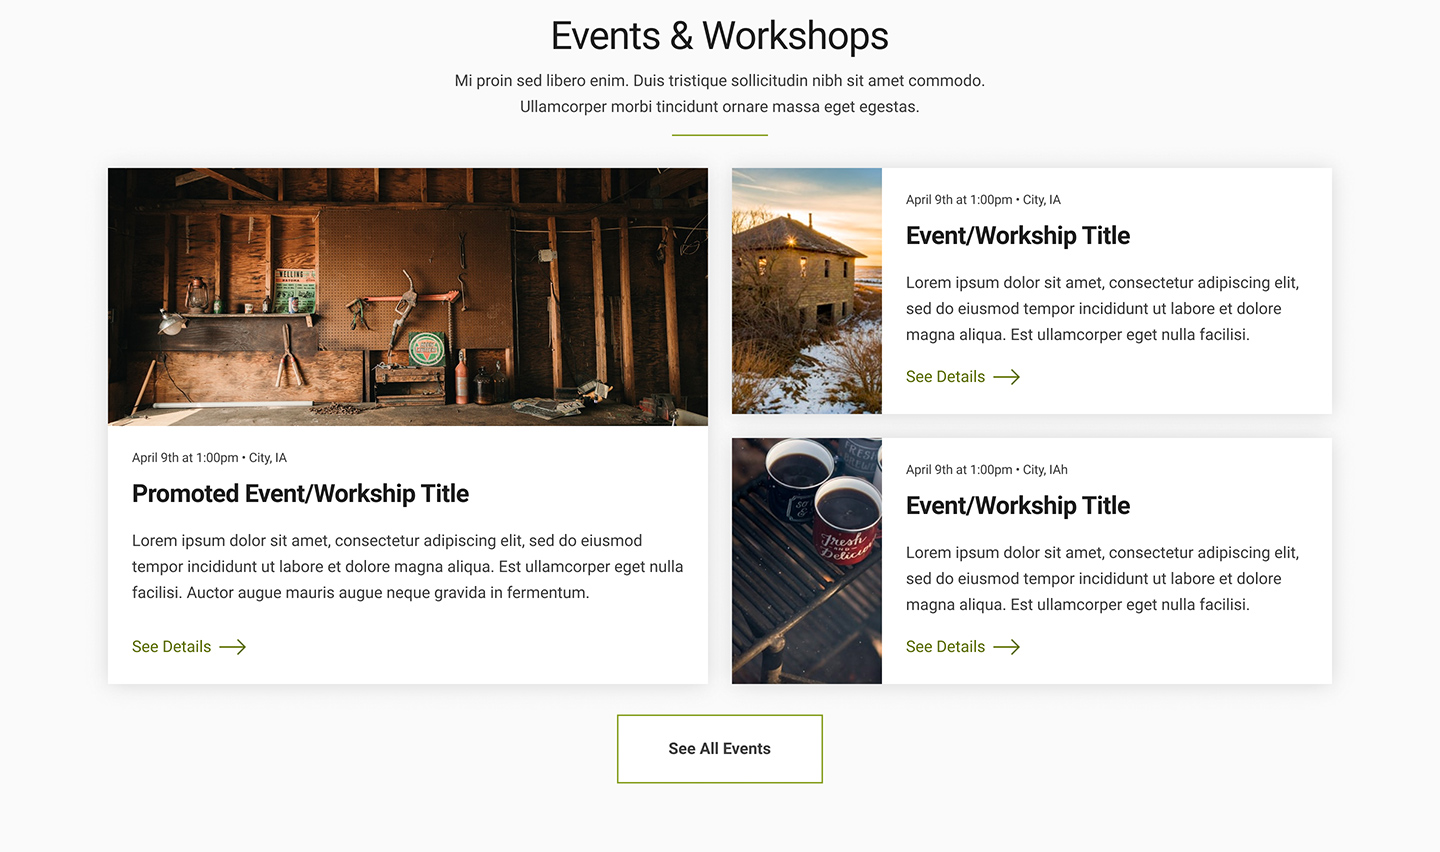 Events & Workshops
Mi proin sed libero enim. Duis tristique sollicitudin nibh sit amet commodo.
Ullamcorper morbi tincidunt ornare massa eget egestas.
April 9th at 1:00pm • City, IA
Promoted Event/Workship Title
Lorem ipsum dolor sit amet, consectetur adipiscing elit, sed do eiusmod
tempor incididunt ut labore et dolore magna aliqua. Est ullamcorper eget nulla
facilisi. Auctor augue mauris augue neque gravida in fermentum.
See Details
April 9th at 1:00pm • City, IA
Event/Workship Title
Lorem ipsum dolor sit amet, consectetur adipiscing elit,
sed do eiusmod tempor incididunt ut labore et dolore
magna aliqua. Est ullamcorper eget nulla facilisi.
See Details
Fresh
AND
Delicio
April 9th at 1:00pm • City, IAh
Event/Workship Title
Lorem ipsum dolor sit amet, consectetur adipiscing elit,
sed do eiusmod tempor incididunt ut labore et dolore
magna aliqua. Est ullamcorper eget nulla facilisi.
See Details
See All Events